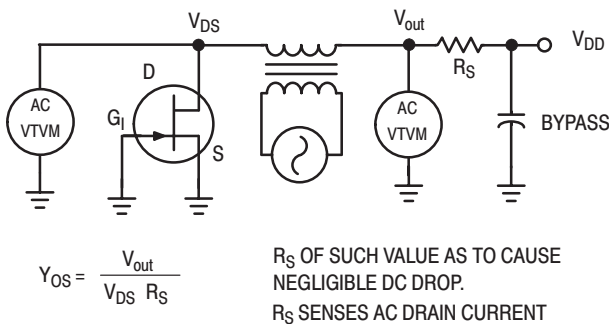 V_DS
V_out
R_S
V_DD
D
G_I
S
AC
VTVM
AC
VTVM
BYPASS
Y_OS = V_out / V_DS R_S
R_S OF SUCH VALUE AS TO CAUSE
NEGLIGIBLE DC DROP.
R_S SENSES AC DRAIN CURRENT